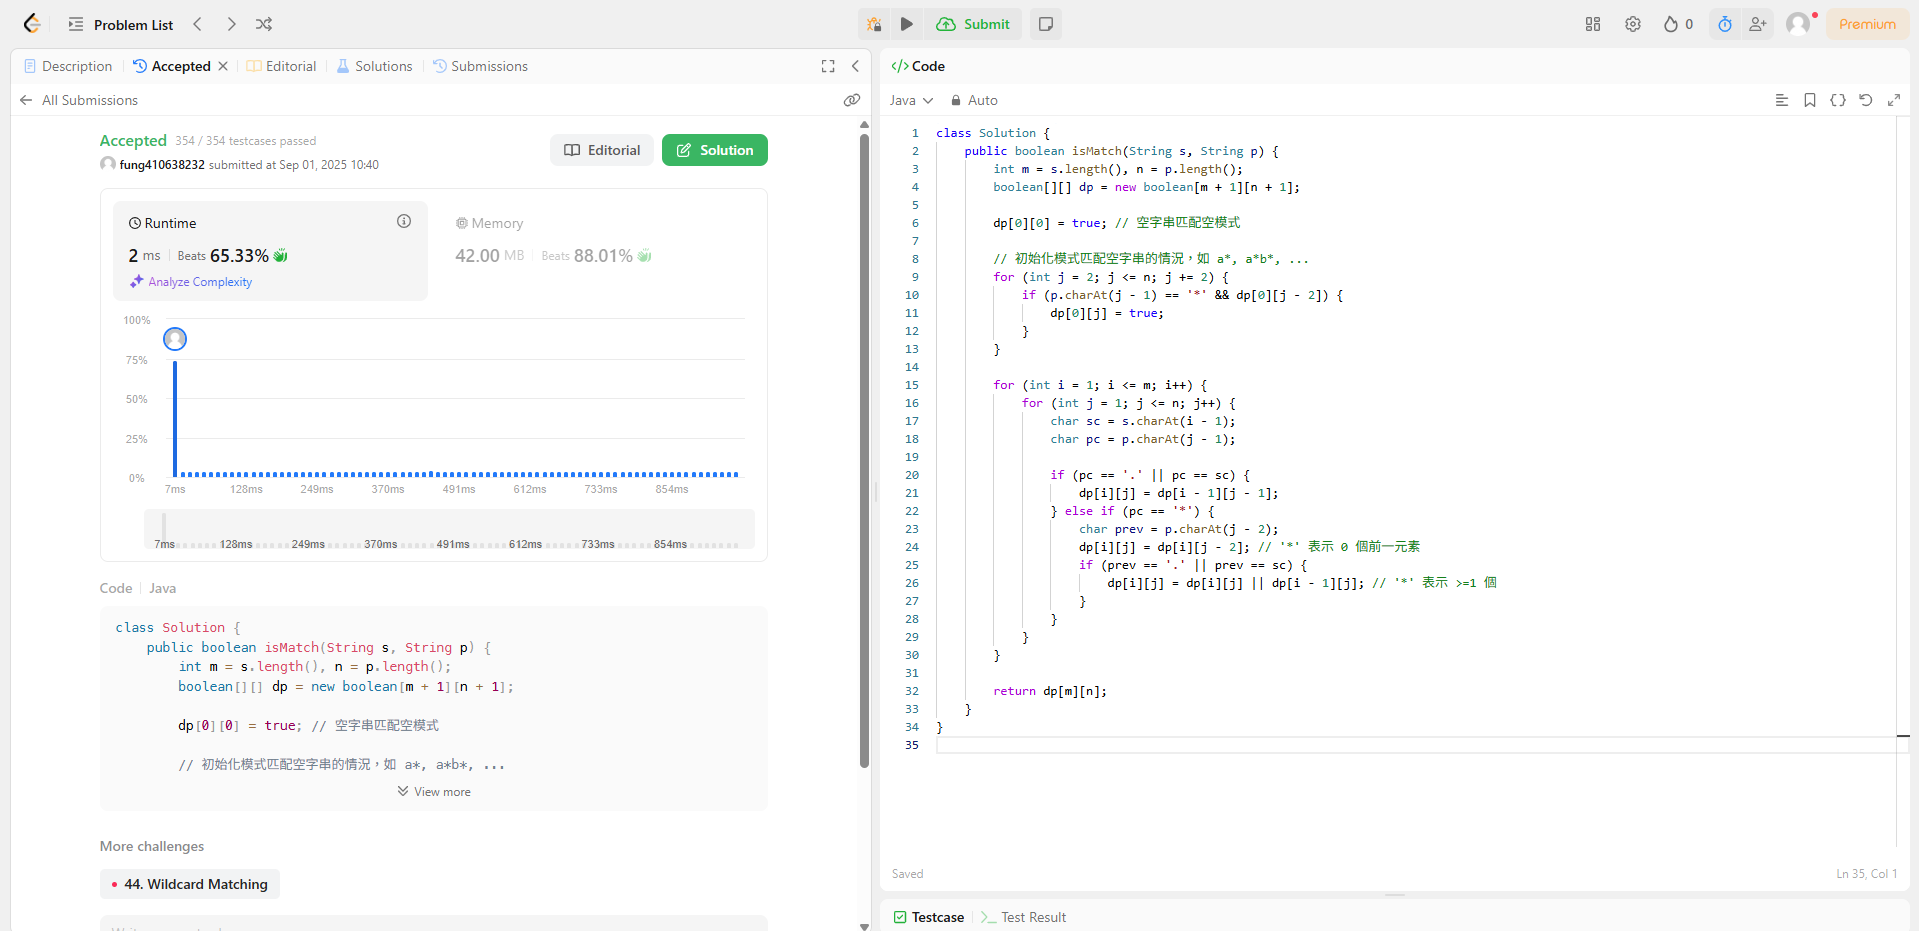 Problem List
Submit
0
Premium
Description
Accepted
Editorial
Solutions
Submissions
All Submissions
Accepted 354 / 354 testcases passed
fung410638232 submitted at Sep 01, 2025 10:40
Editorial
Solution
Runtime
2 ms Beats 65.33%
Analyze Complexity
Memory
42.00 MB Beats 88.01%
100%
75%
50%
25%
0%
7ms 128ms 249ms 370ms 491ms 612ms 733ms 854ms
7ms 128ms 249ms 370ms 491ms 612ms 733ms 854ms
Code Java
class Solution {
public boolean isMatch(String s, String p) {
int m = s.length(), n = p.length();
boolean[][] dp = new boolean[m + 1][n + 1];
dp[0][0] = true; // 空字串匹配空模式
// 初始化模式匹配空字串的情況，如 a*, a*b*, ...
View more
More challenges
44. Wildcard Matching
Code
Java Auto
1 class Solution {
2 public boolean isMatch(String s, String p) {
3 int m = s.length(), n = p.length();
4 boolean[][] dp = new boolean[m + 1][n + 1];
5
6 dp[0][0] = true; // 空字串匹配空模式
7
8 // 初始化模式匹配空字串的情況，如 a*, a*b*, ...
9 for (int j = 2; j <= n; j += 2) {
10 if (p.charAt(j - 1) == '*' && dp[0][j - 2]) {
11 dp[0][j] = true;
12 }
13 }
14
15 for (int i = 1; i <= m; i++) {
16 for (int j = 1; j <= n; j++) {
17 char sc = s.charAt(i - 1);
18 char pc = p.charAt(j - 1);
19
20 if (pc == '.' || pc == sc) {
21 dp[i][j] = dp[i - 1][j - 1];
22 } else if (pc == '*') {
23 char prev = p.charAt(j - 2);
24 dp[i][j] = dp[i][j - 2]; // '*' 表示 0 個前一元素
25 if (prev == '.' || prev == sc) {
26 dp[i][j] = dp[i][j] || dp[i - 1][j]; // '*' 表示 >=1 個
27 }
28 }
29 }
30 }
31
32 return dp[m][n];
33 }
34 }
35
Saved
Ln 35, Col 1
Testcase
Test Result